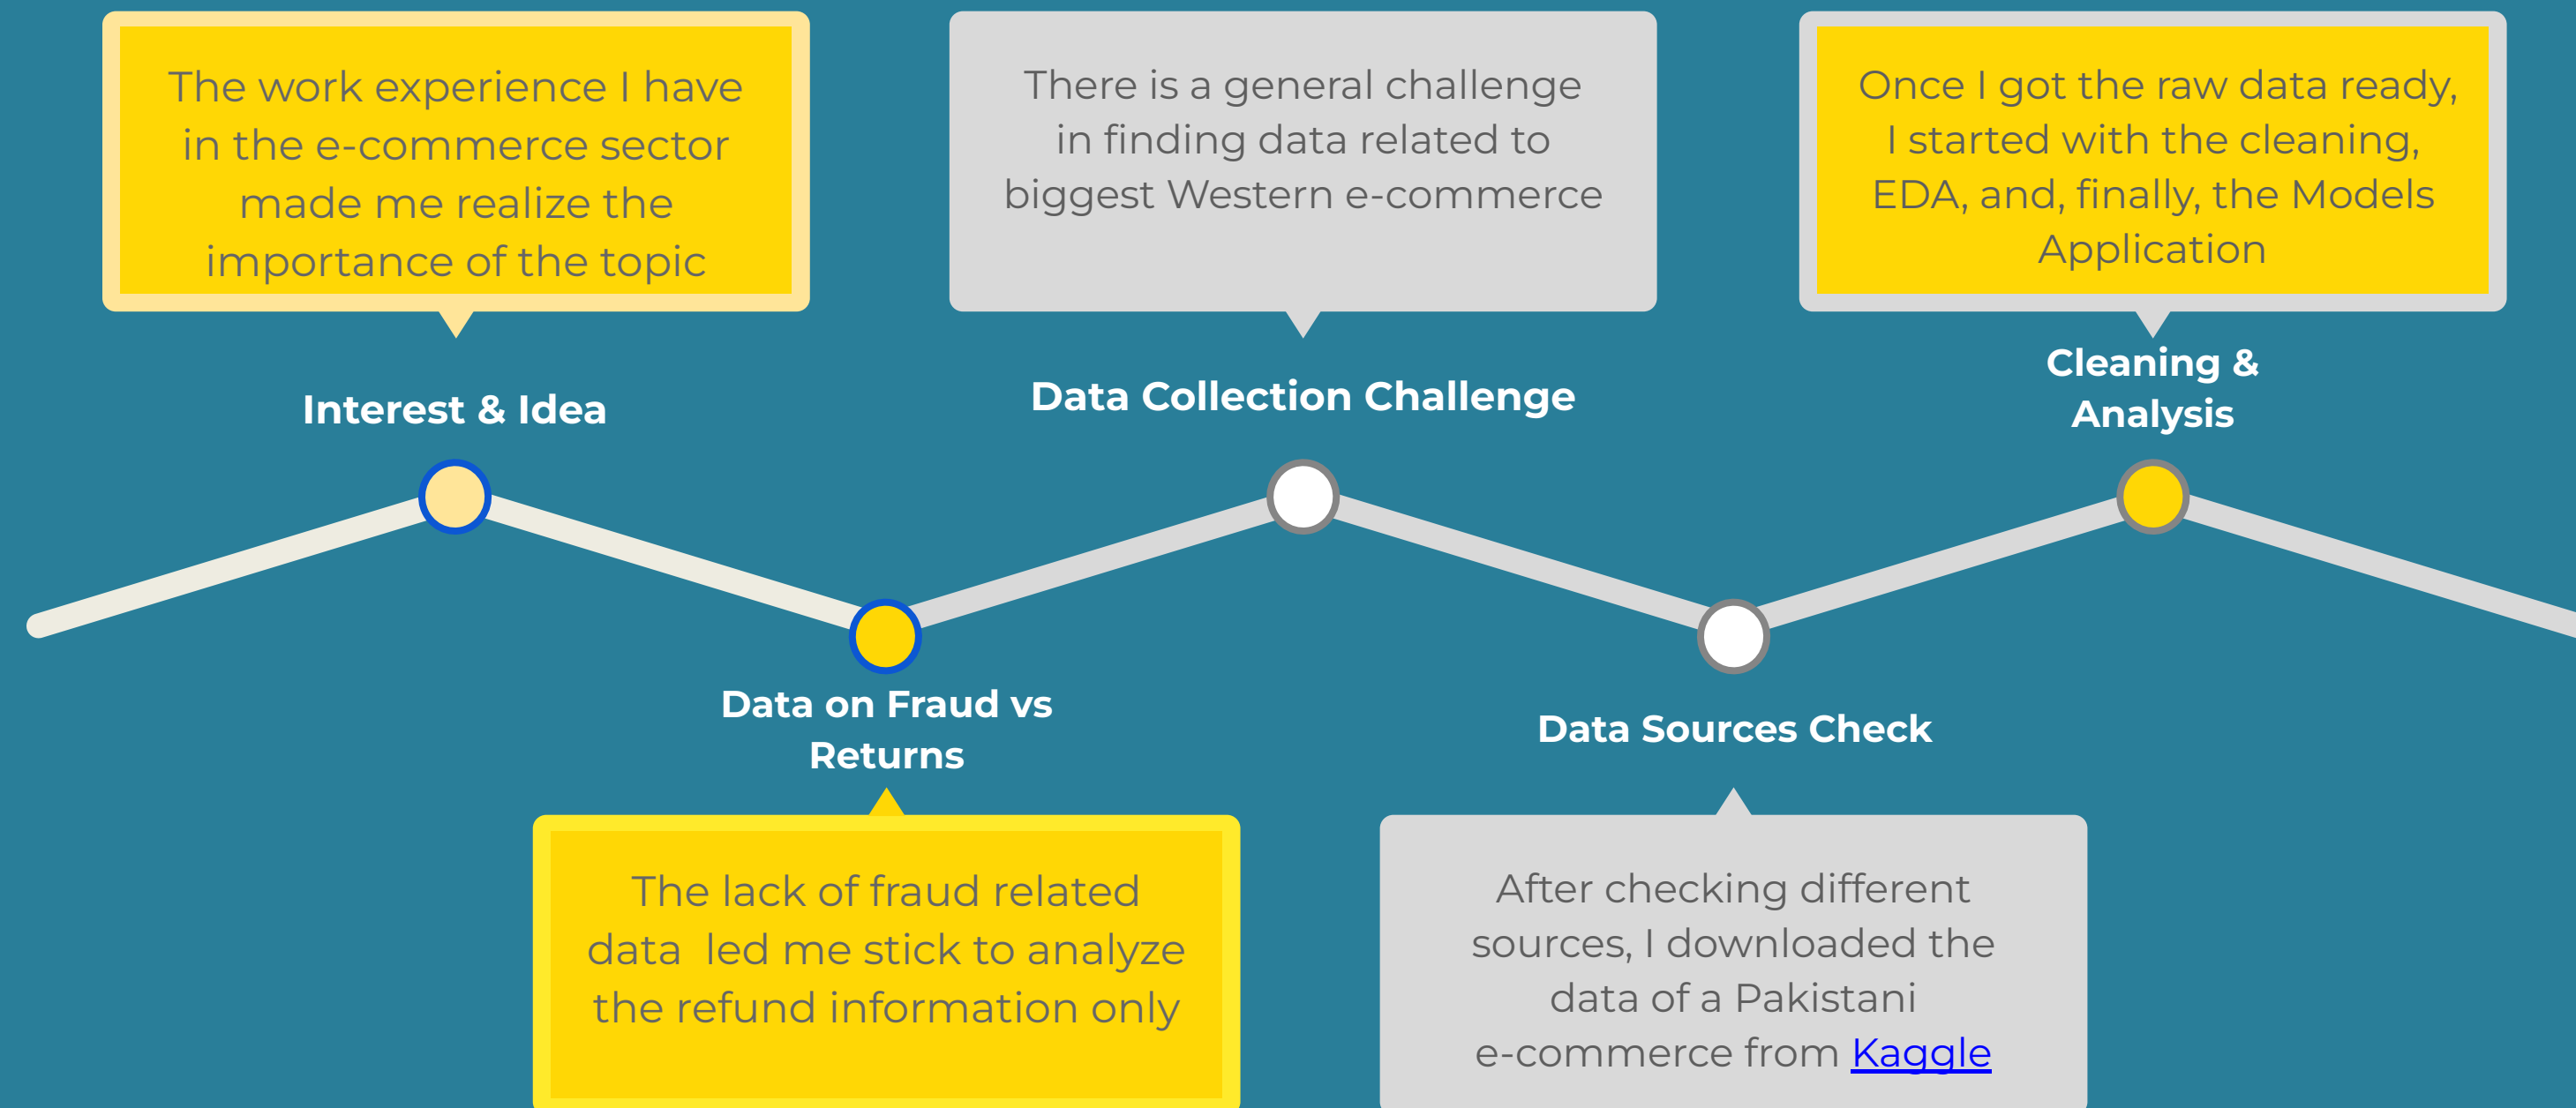 The work experience I have
in the e-commerce sector
made me realize the
importance of the topic
Interest & Idea
Data on Fraud vs
Returns
The lack of fraud related
data  led me stick to analyze
the refund information only
There is a general challenge
in finding data related to
biggest Western e-commerce
Data Collection Challenge
Data Sources Check
After checking different
sources, I downloaded the
data of a Pakistani
e-commerce from Kaggle
Once I got the raw data ready,
I started with the cleaning,
EDA, and, finally, the Models
Application
Cleaning &
Analysis